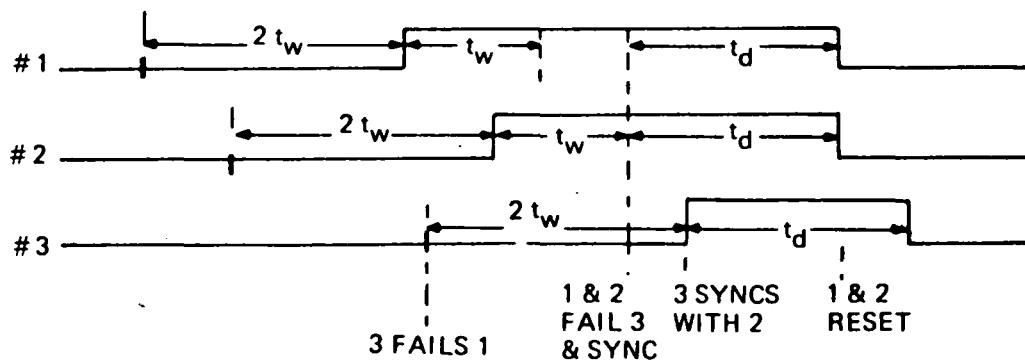 2 tw
tw
td
#1
2 tw
tw
td
#2
2 tw
td
#3
1 & 2
FAIL 3
& SYNC
3 SYNCS
WITH 2
1 & 2
RESET
3 FAILS 1